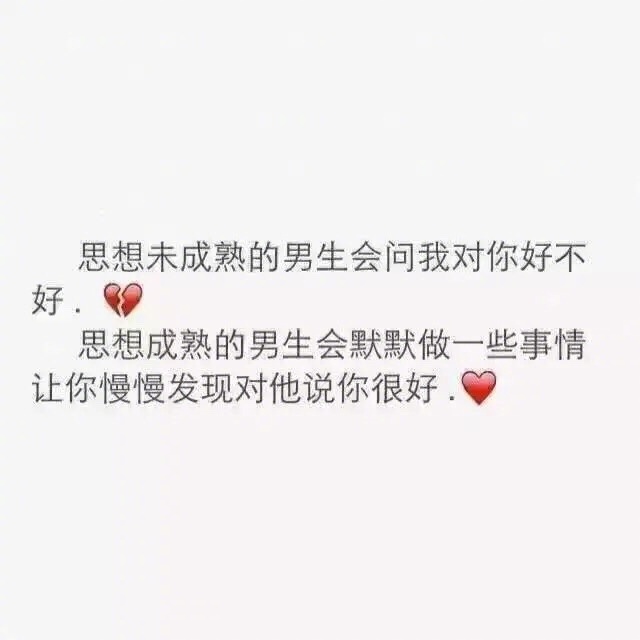 思想未成熟的男生会问我对你好不
好. 💔
思想成熟的男生会默默做一些事情
让你慢慢发现对他说你很好.❤️